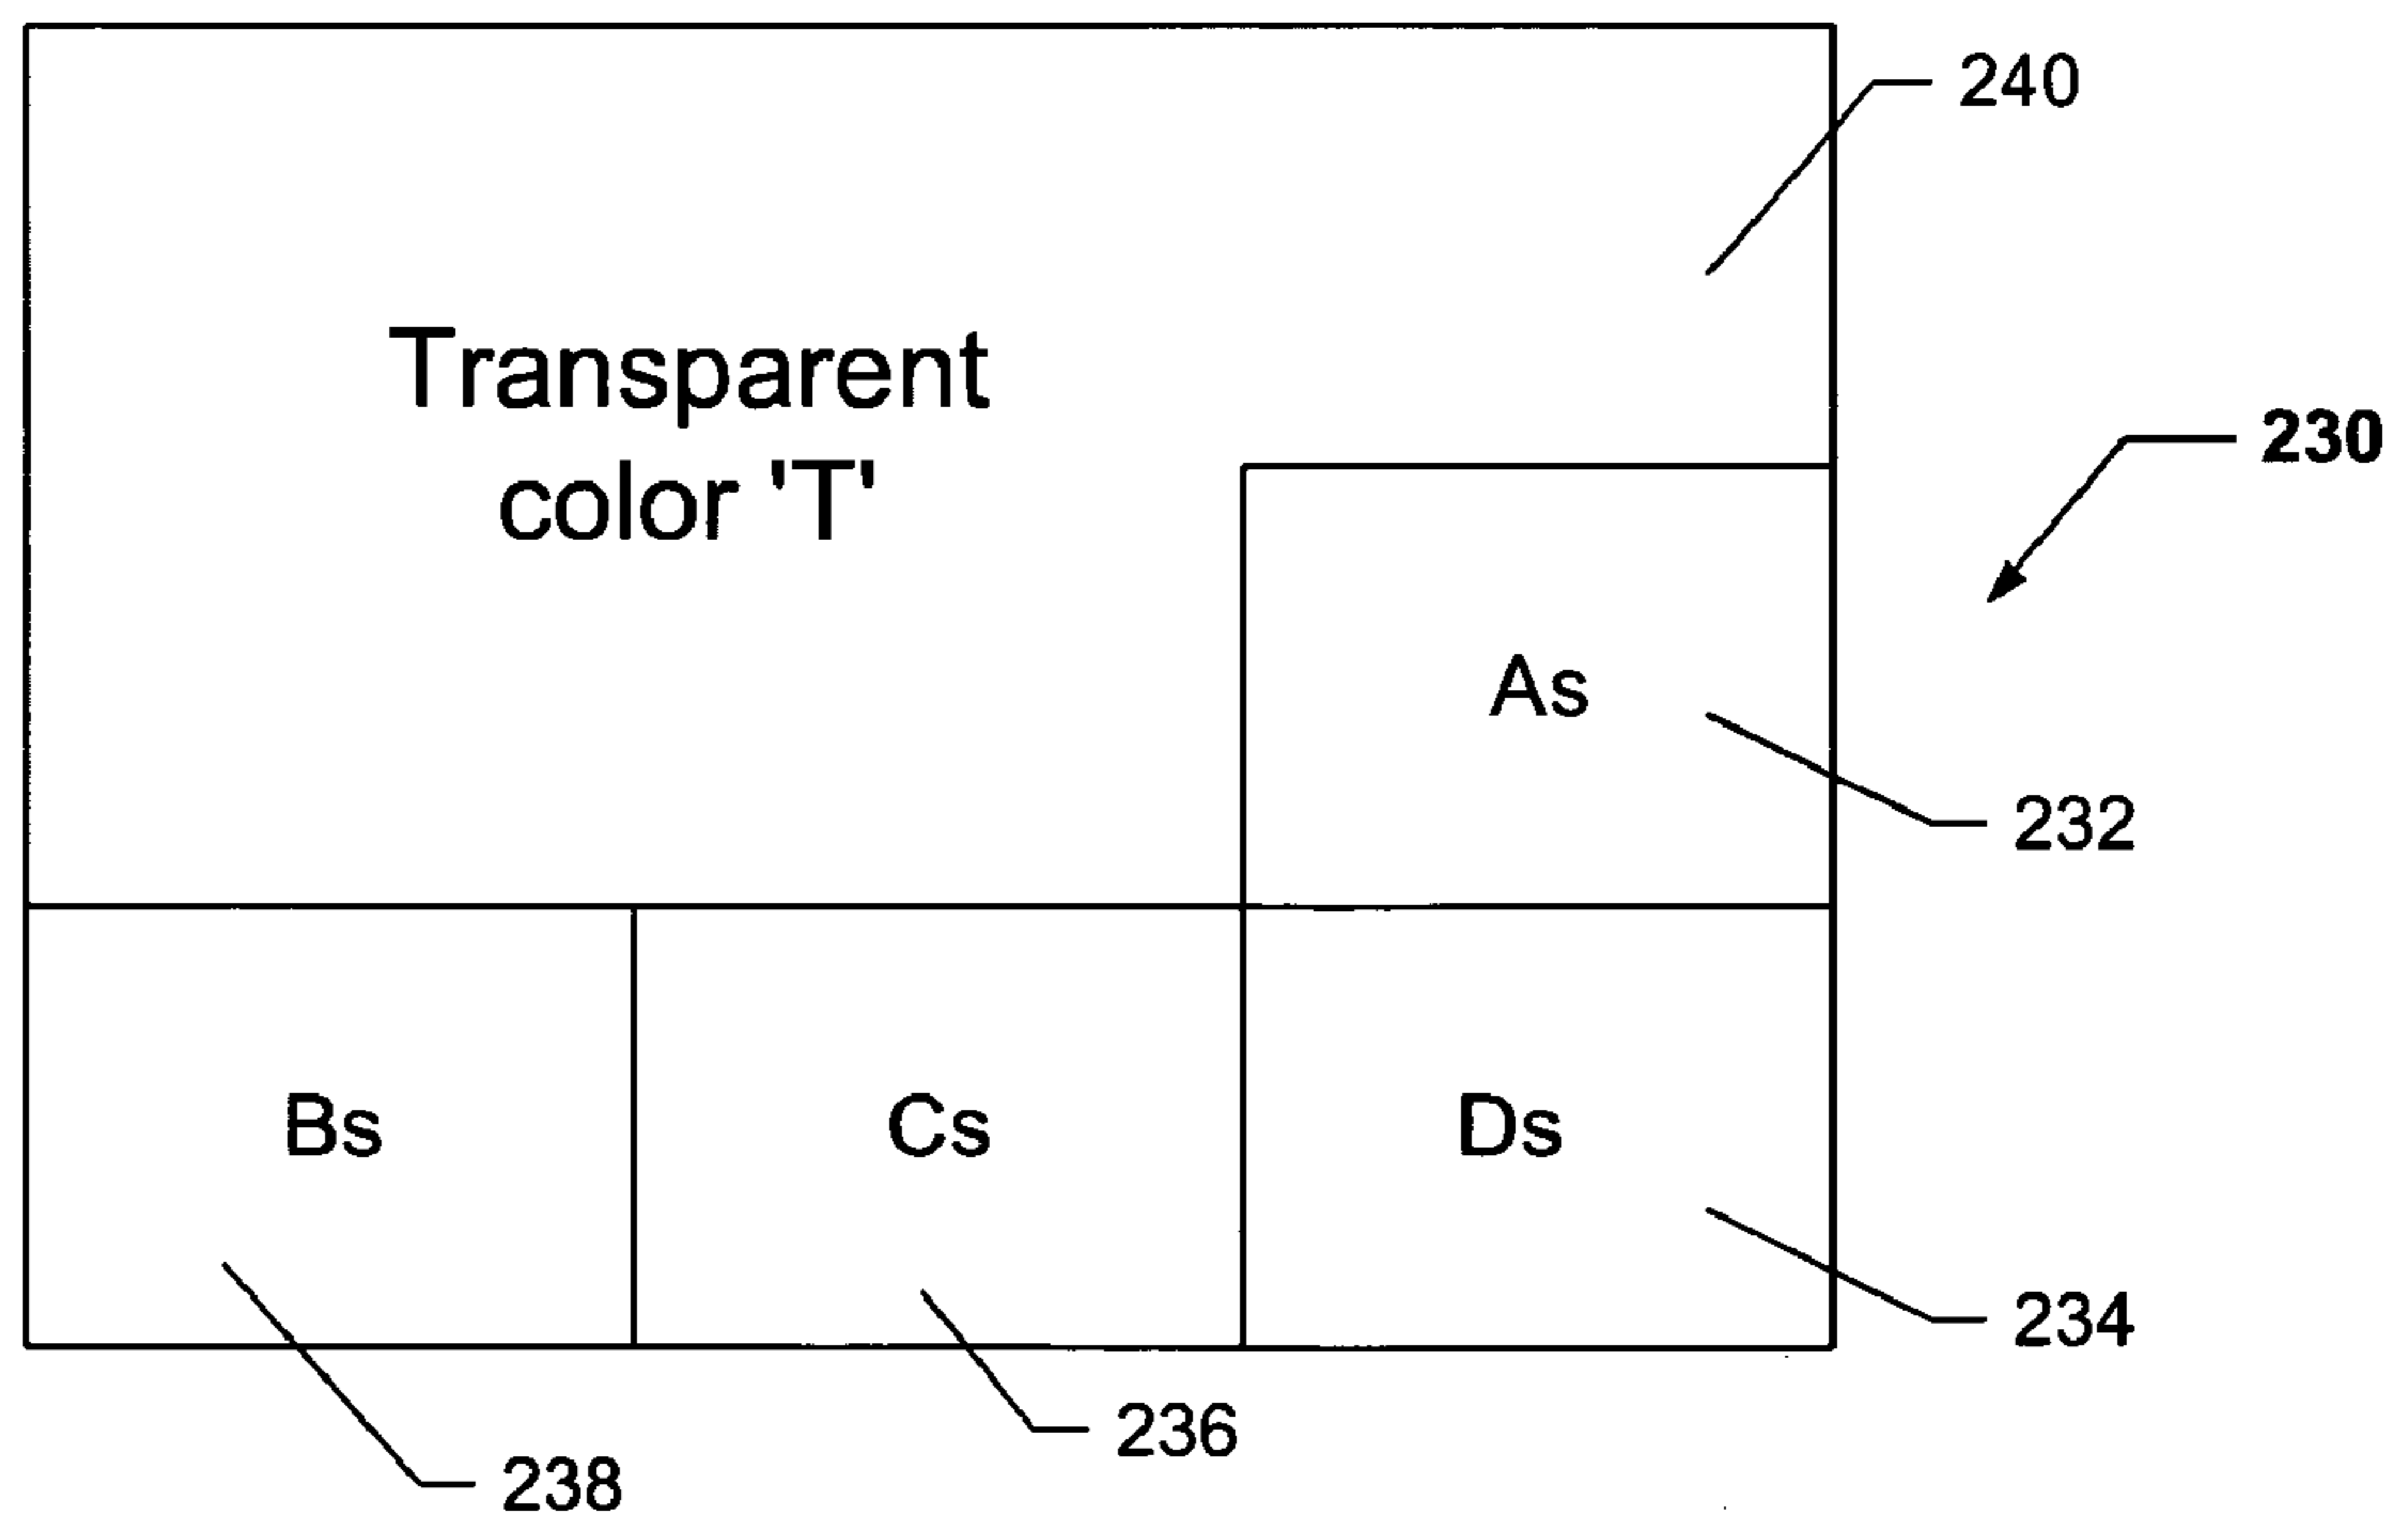 240
Transparent
color 'T'
230
As
232
Bs
Cs
Ds
234
236
238